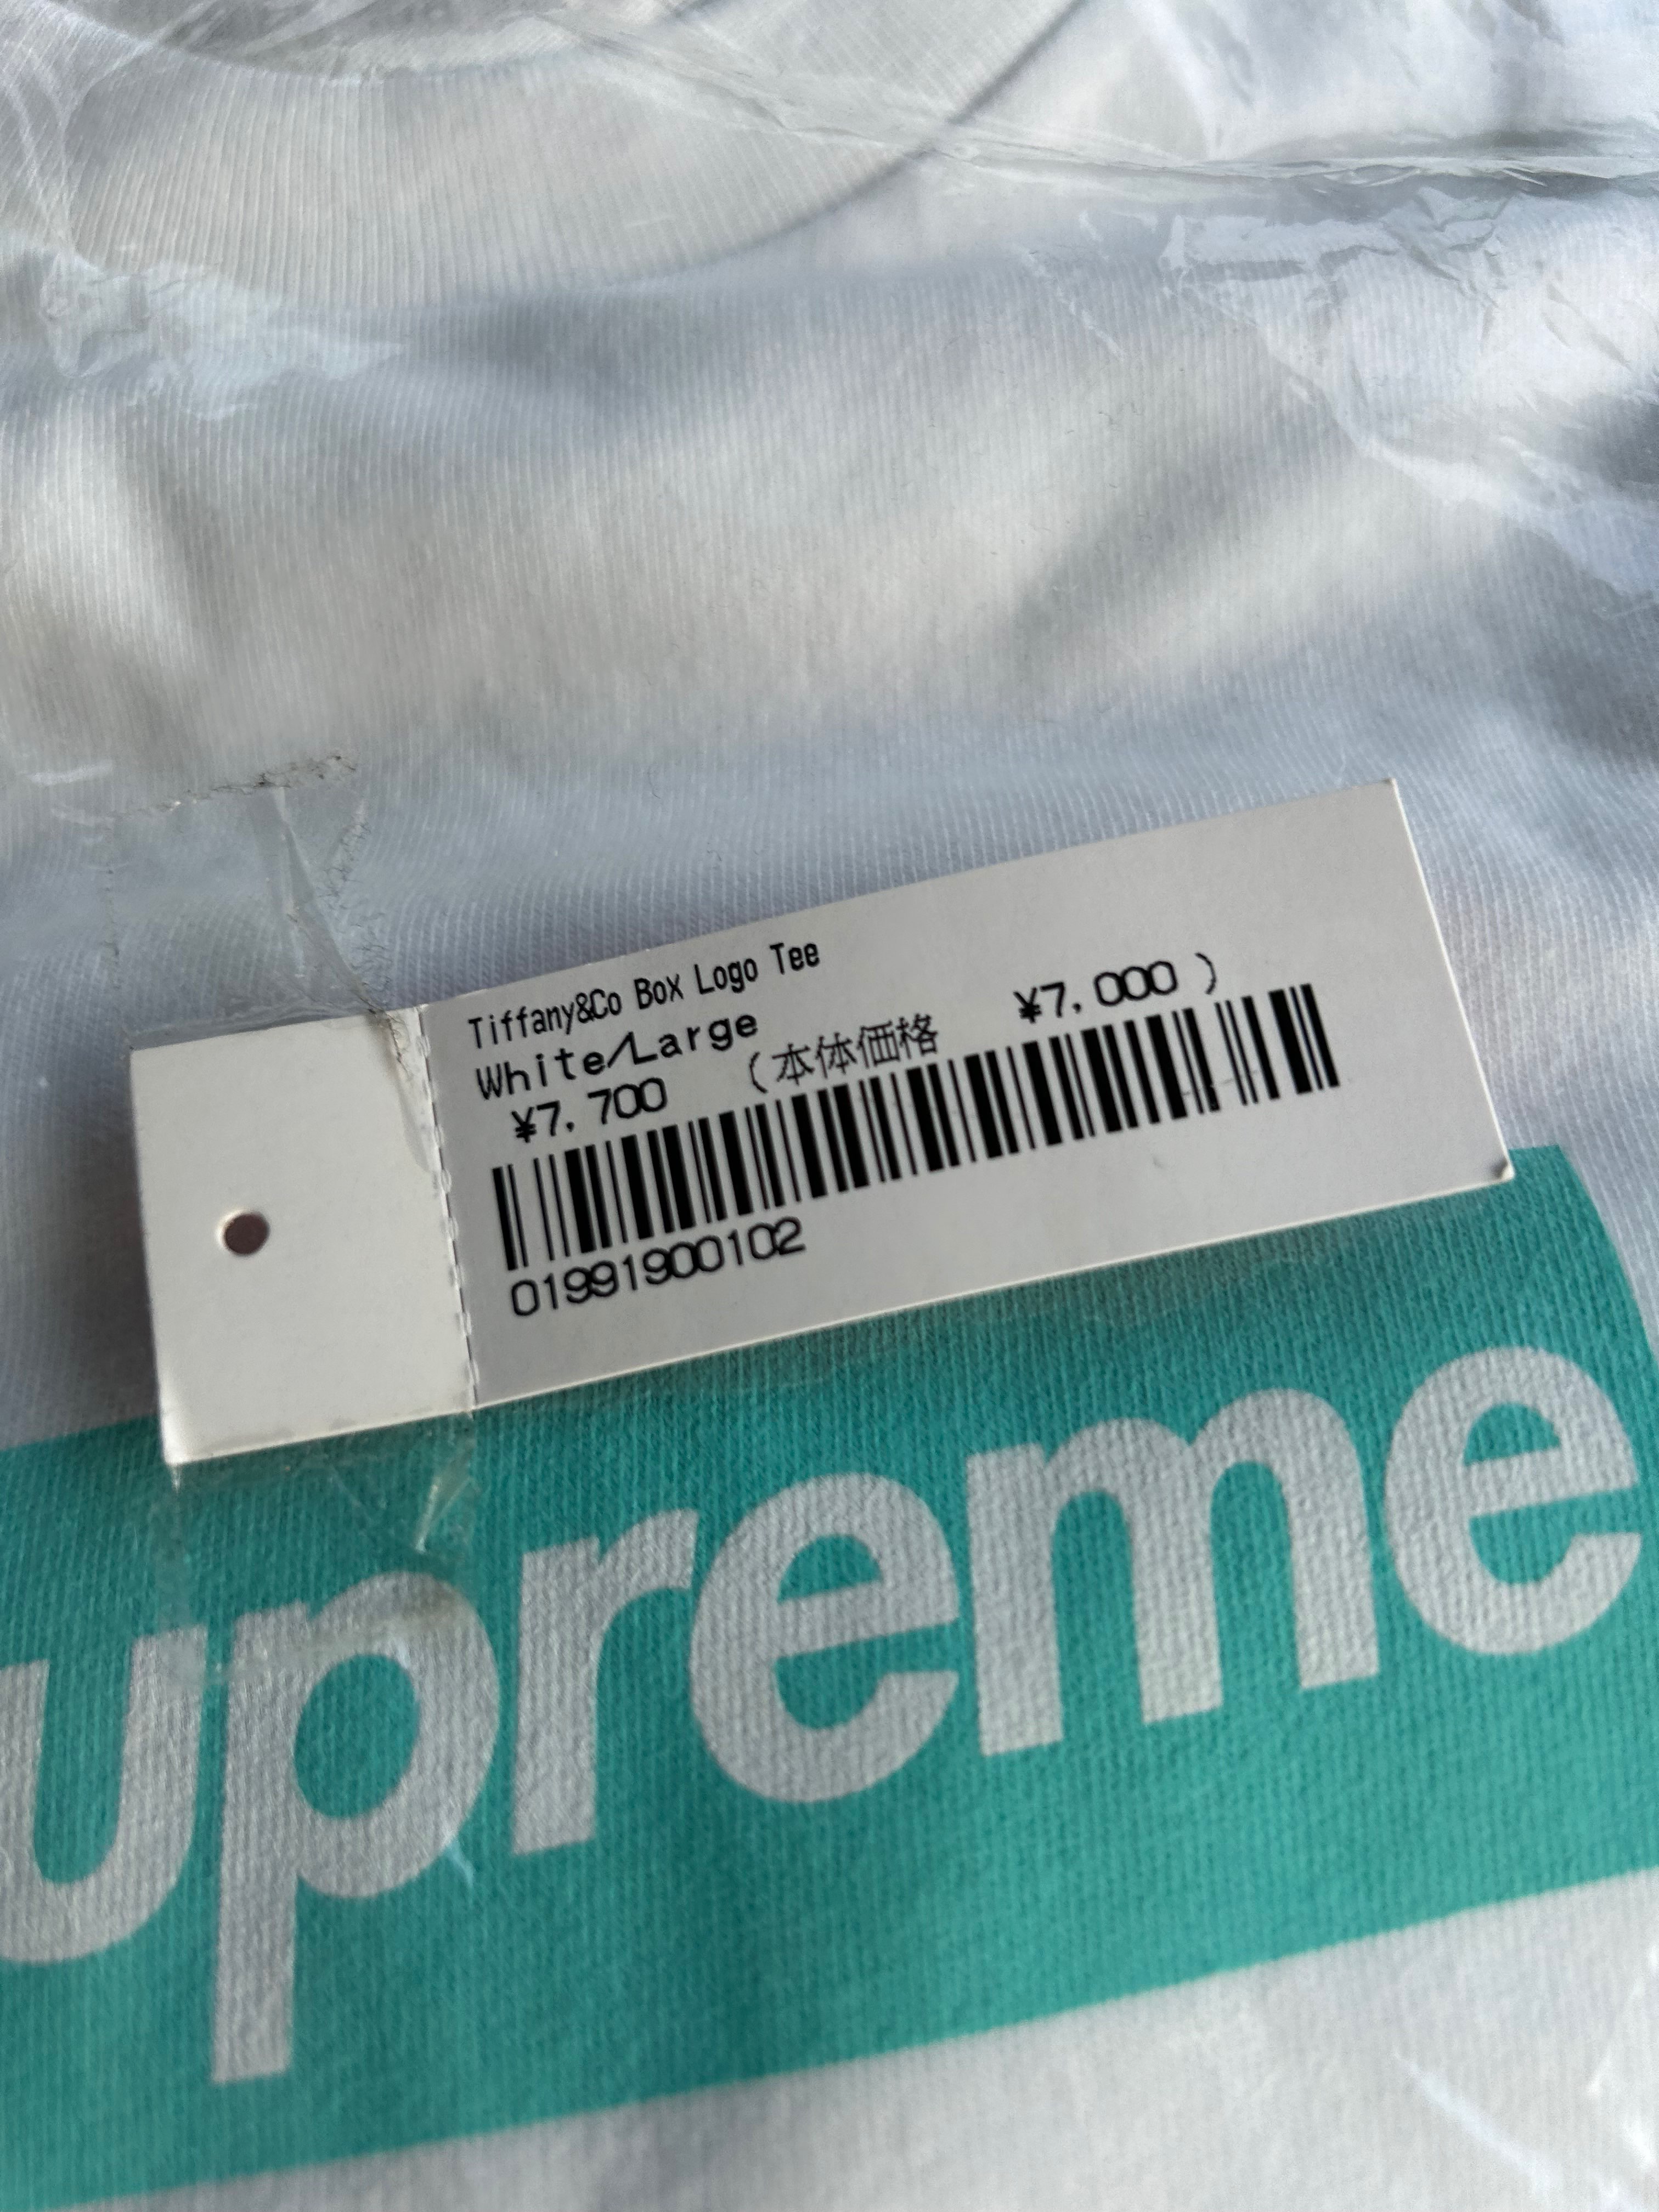 Tiffany&Co Box Logo Tee
White/Large
¥7,700 (本体価格 ¥7,000 )
01991900102
upreme